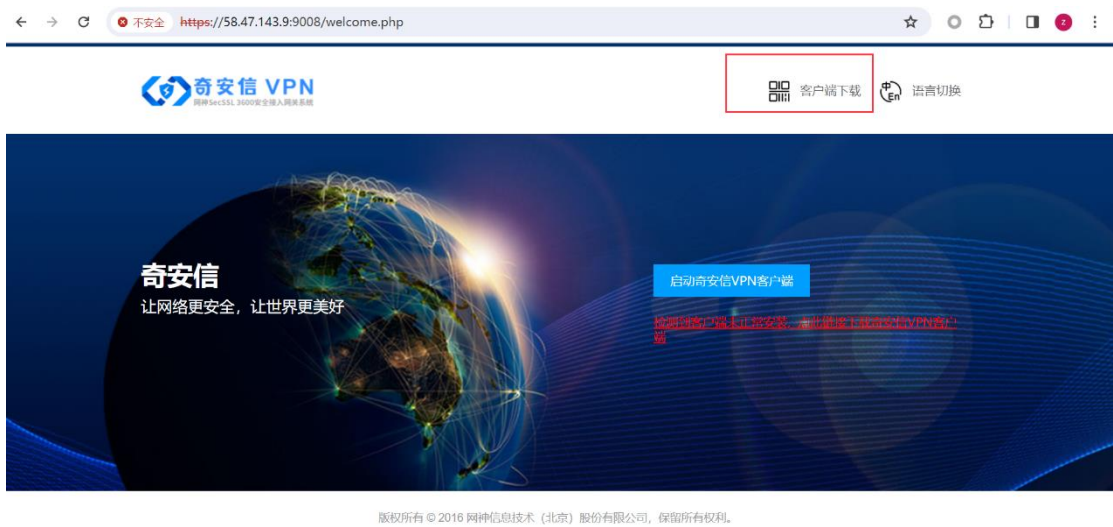 不安全 https://58.47.143.9:9008/welcome.php
z
奇安信 VPN
网神SecSSL 3600安全接入网关系统
客户端下载
中 En 语言切换
奇安信
让网络更安全，让世界更美好
启动奇安信VPN客户端
检测到客户端未正常安装，点此链接下载奇安信VPN客户
端
版权所有 © 2016 网神信息技术（北京）股份有限公司，保留所有权利。